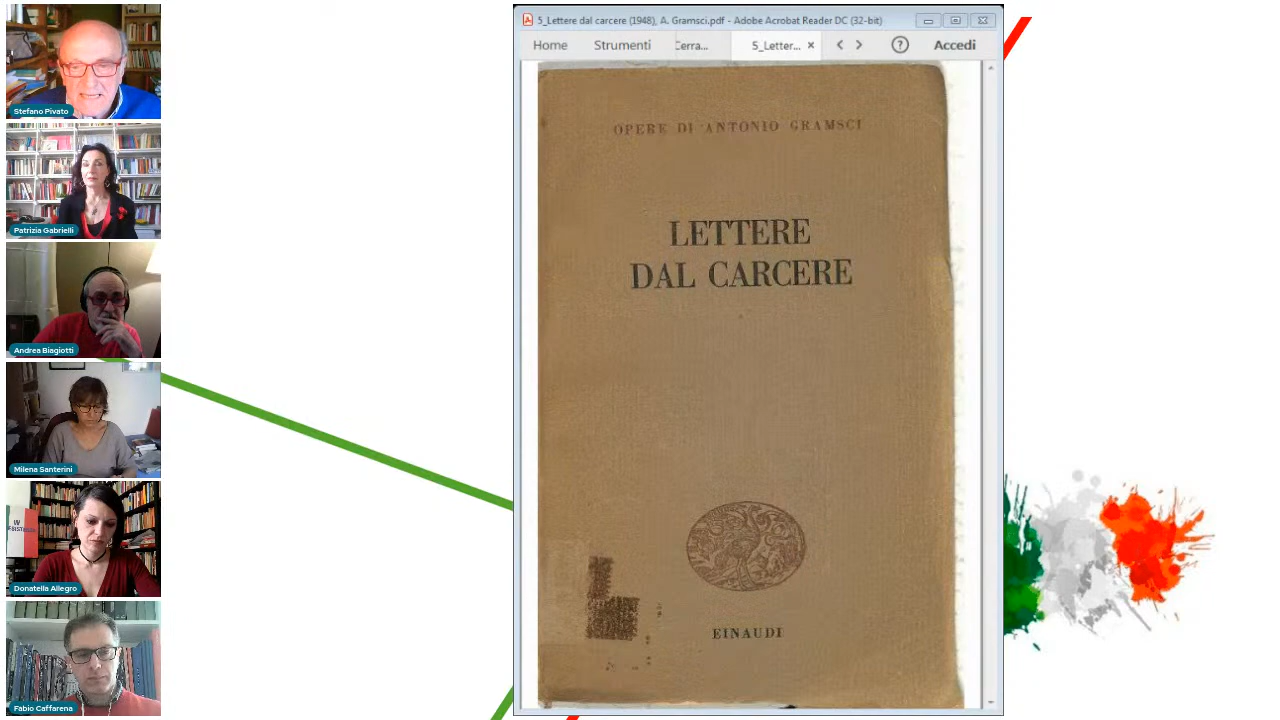 Stefano Pivato
Patrizia Gabrielli
Andrea Biagiotti
Milena Santerini
W
Donatella Allegro
Fabio Caffarena
5_Lettere dal carcere (1948), A. Gramsci.pdf - Adobe Acrobat Reader DC (32-bit)
Home Strumenti Cerra... 5_Letter... × < > ? Accedi
OPERE DI ANTONIO GRAMSCI
LETTERE
DAL CARCERE
EINAUDI